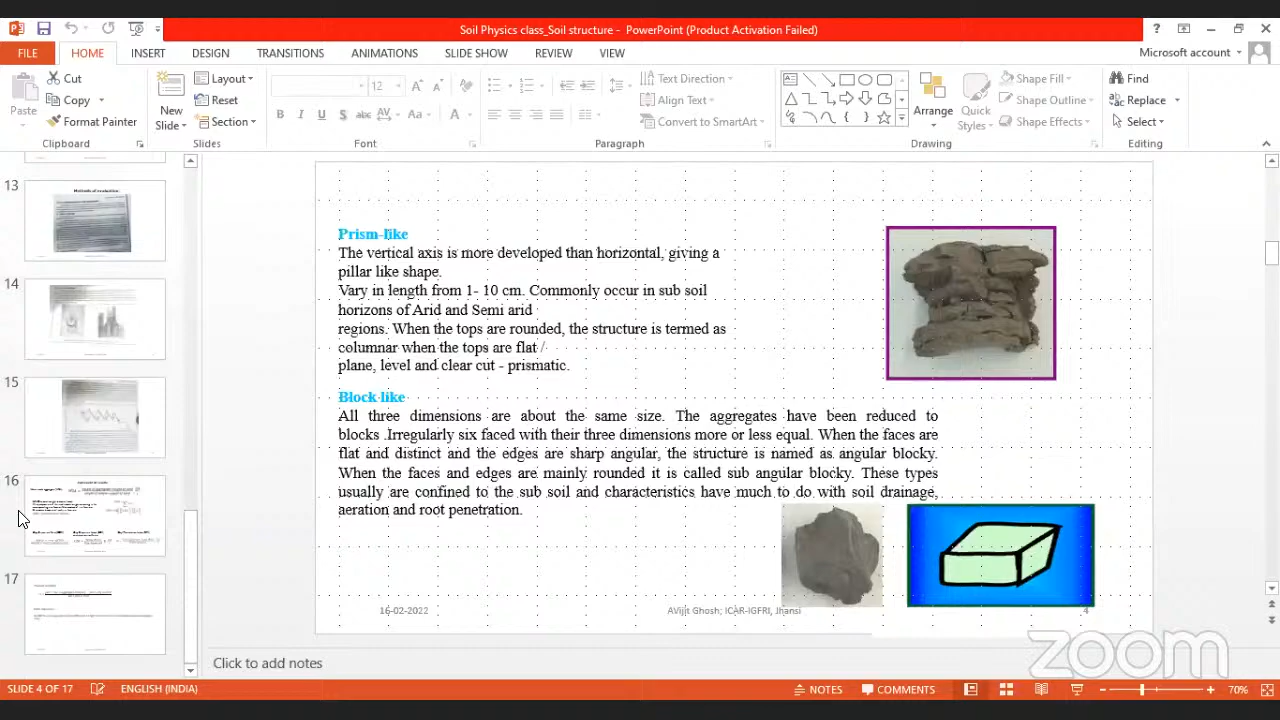 Soil Physics class_Soil structure - PowerPoint (Product Activation Failed)
FILE HOME INSERT DESIGN TRANSITIONS ANIMATIONS SLIDE SHOW REVIEW VIEW Microsoft account
Paste
Cut
Copy
Format Painter
Clipboard
New Slide
Layout
Reset
Section
Slides
12
B I U S abc AV Aa A
Font
Text Direction
Align Text
Convert to SmartArt
Paragraph
Arrange
Quick Styles
Shape Fill
Shape Outline
Shape Effects
Drawing
Find
Replace
Select
Editing
13
14
15
16
17
Prism-like
The vertical axis is more developed than horizontal, giving a
pillar like shape.
Vary in length from 1- 10 cm. Commonly occur in sub soil
horizons of Arid and Semi arid
regions. When the tops are rounded, the structure is termed as
columnar when the tops are flat /
plane, level and clear cut - prismatic.
Block like
All three dimensions are about the same size. The aggregates have been reduced to
blocks .Irregularly six faced with their three dimensions more or less equal. When the faces are
flat and distinct and the edges are sharp angular, the structure is named as angular blocky.
When the faces and edges are mainly rounded it is called sub angular blocky. These types
usually are confined to the sub soil and characteristics have much to do with soil drainage,
aeration and root penetration.
16-02-2022 AVijit Ghosh; ICAR-IGFRI, Jhansi 4
zoom
Click to add notes
SLIDE 4 OF 17 ENGLISH (INDIA) NOTES COMMENTS 70%